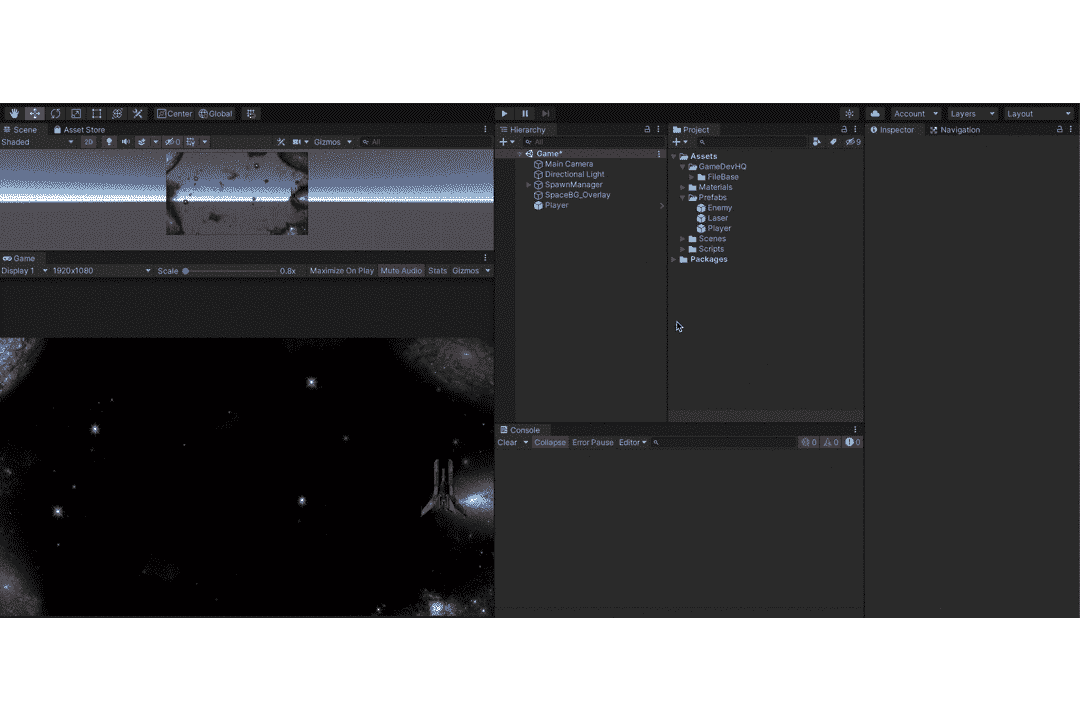 Center Global
Account Layers Layout
Scene Asset Store
Shaded 2D 0 Gizmos All
Hierarchy
All
Game*
Main Camera
Directional Light
SpawnManager
SpaceBG_Overlay
Player
Project
9
Assets
GameDevHQ
FileBase
Materials
Prefabs
Enemy
Laser
Player
Scenes
Scripts
Packages
Inspector Navigation
Game
Display 1 1920x1080 Scale 0.8x Maximize On Play Mute Audio Stats Gizmos
Console
Clear Collapse Error Pause Editor 0 0 0